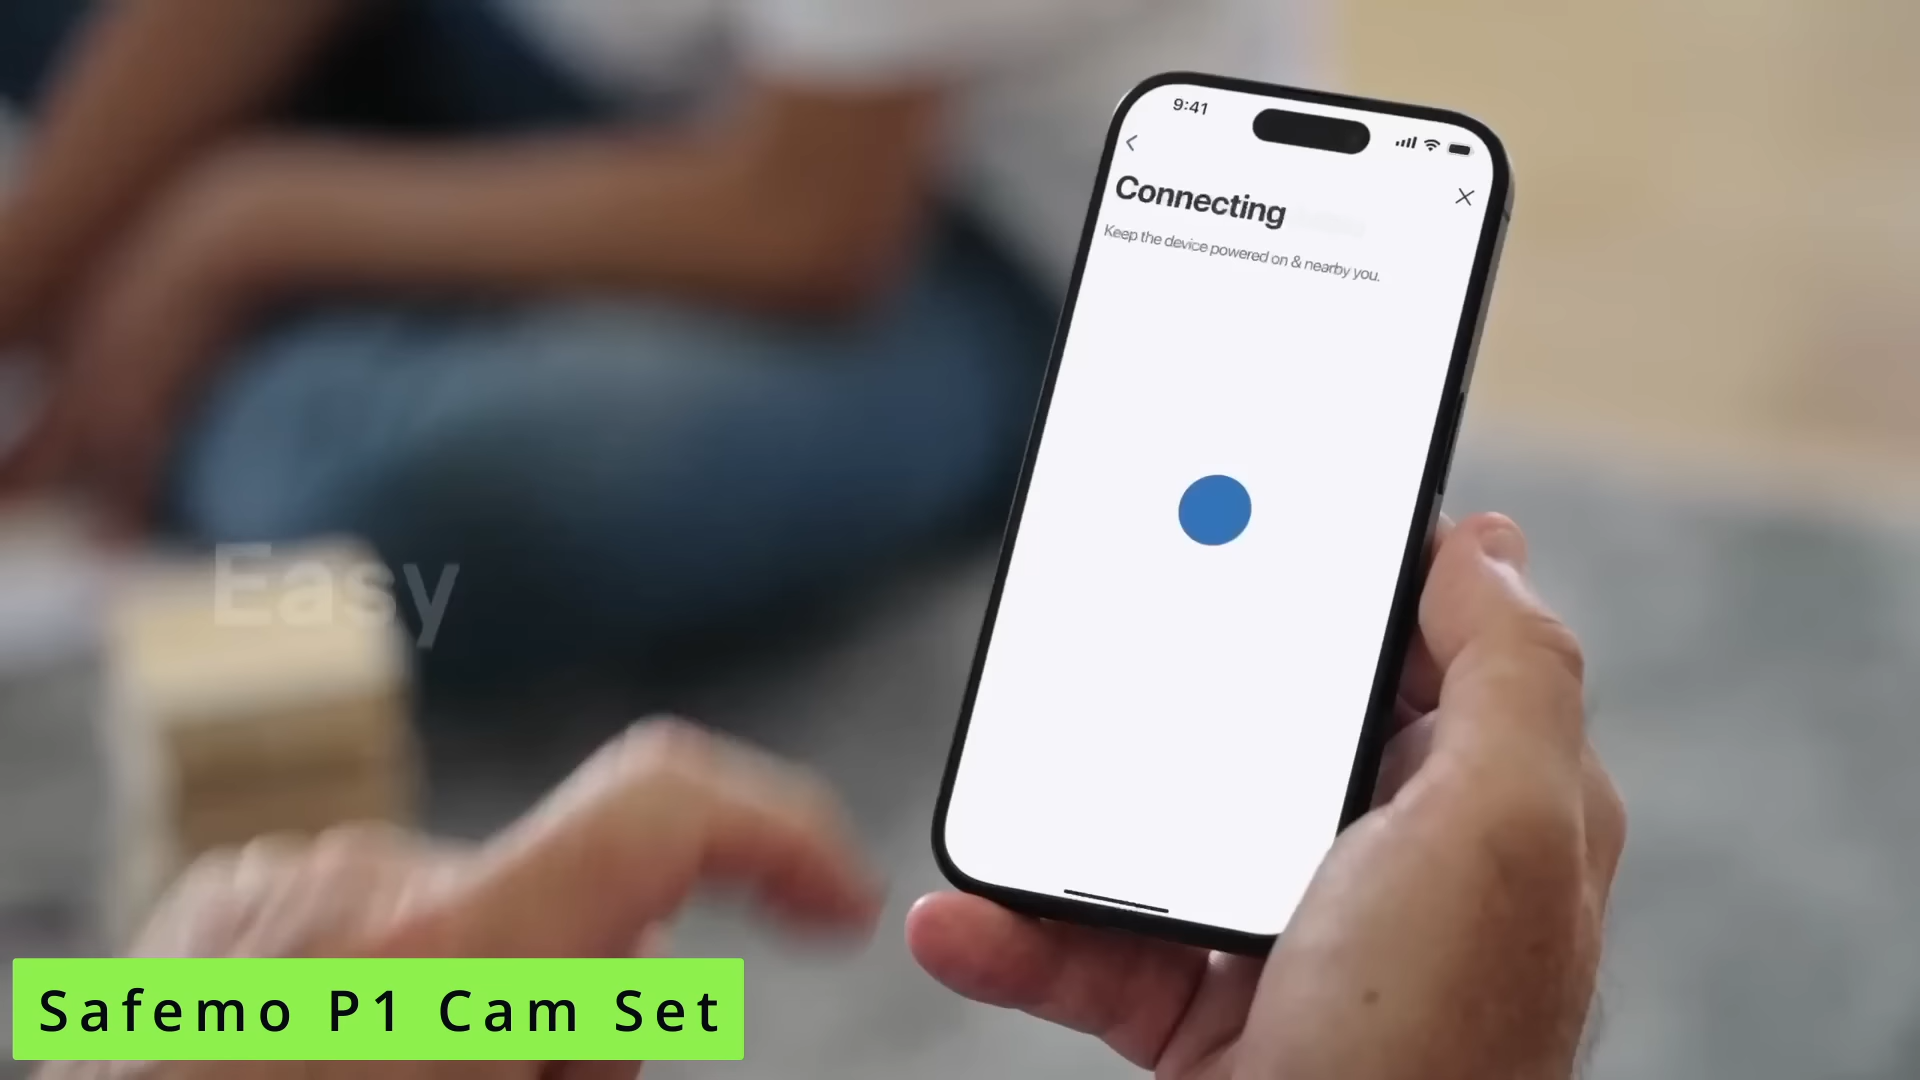 9:41
Connecting
Keep the device powered on & nearby you.
Easy
Safemo P1 Cam Set